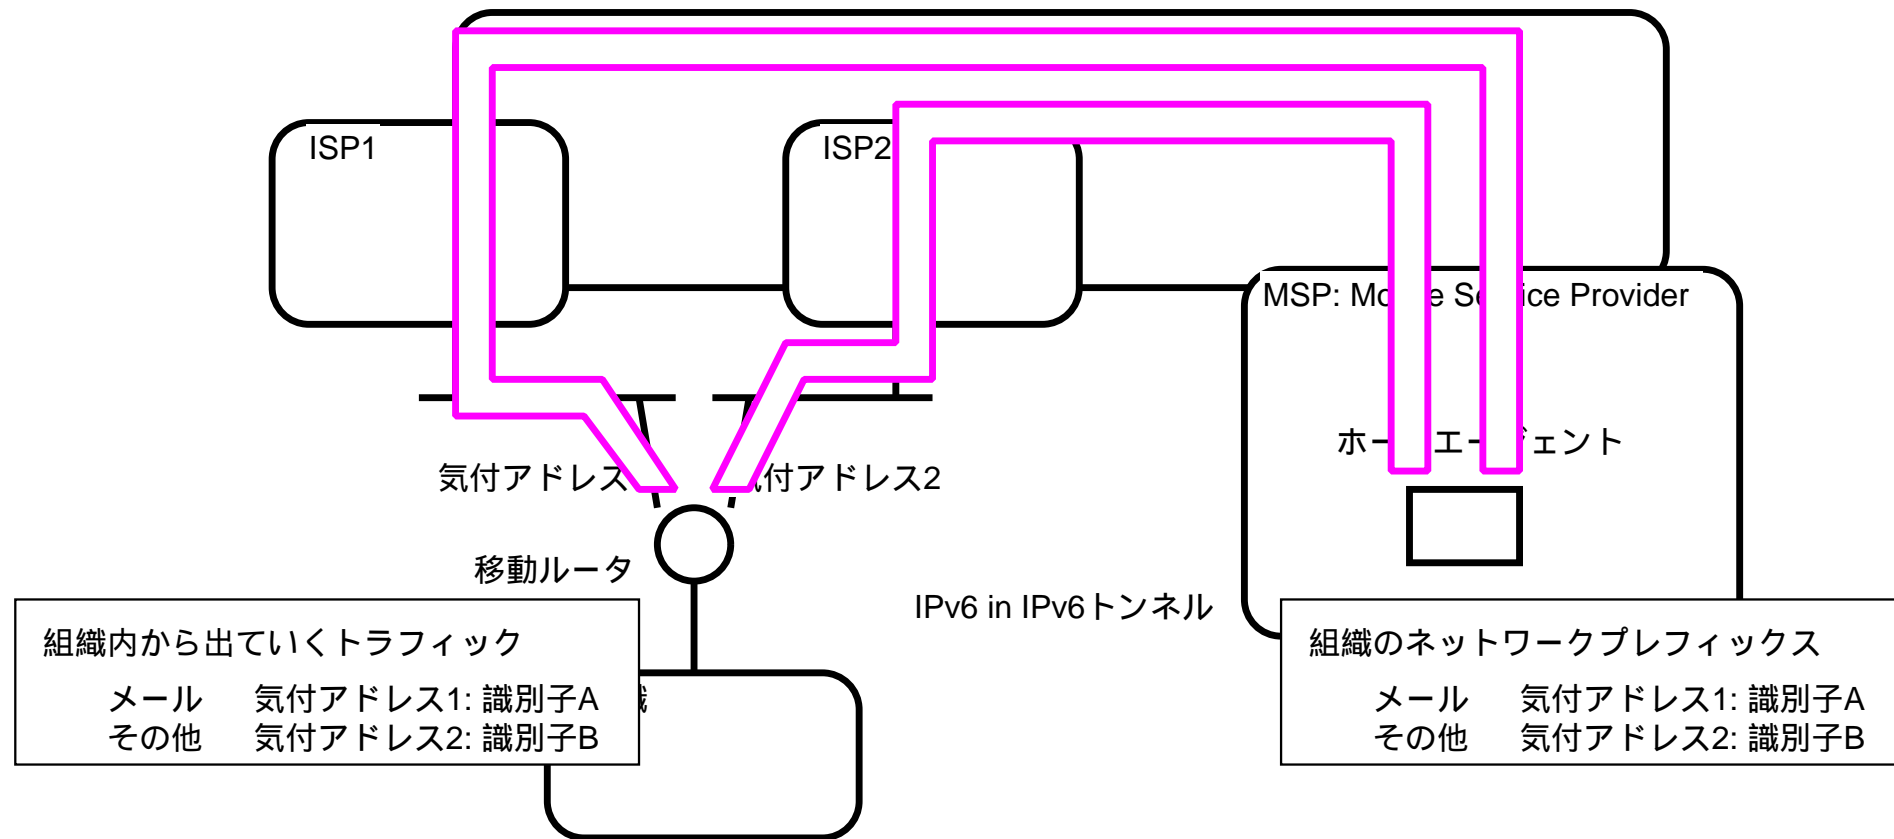 ISP1
ISP2
MSP: Mo e Se ice Provider
ホー エー ジェント
気付アドレス
付アドレス2
移動ルータ
IPv6 in IPv6トンネル
組織内から出ていくトラフィック
メール 気付アドレス1: 識別子A
その他 気付アドレス2: 識別子B
組織のネットワークプレフィックス
メール 気付アドレス1: 識別子A
その他 気付アドレス2: 識別子B